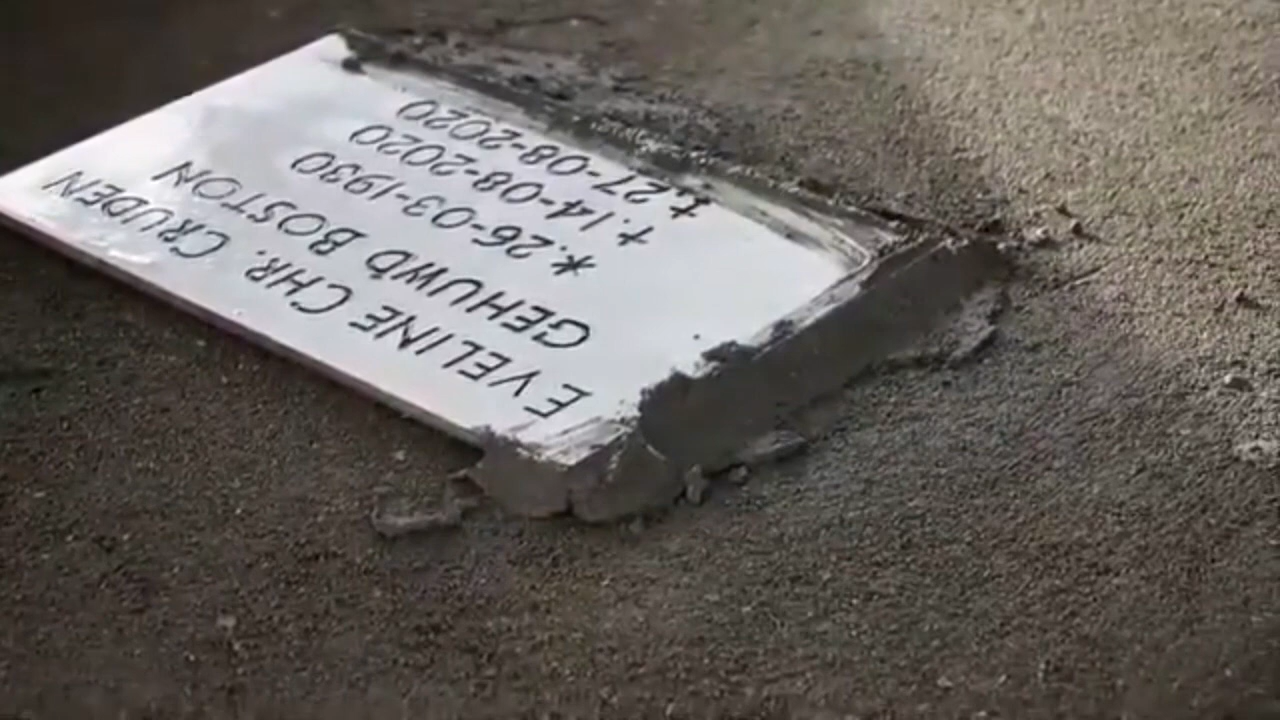 EVELINE CHR. CRUDEN
GEHUWD BOSTON
*.26-03-1930
†.14-08-2020
‡.27-08-2020